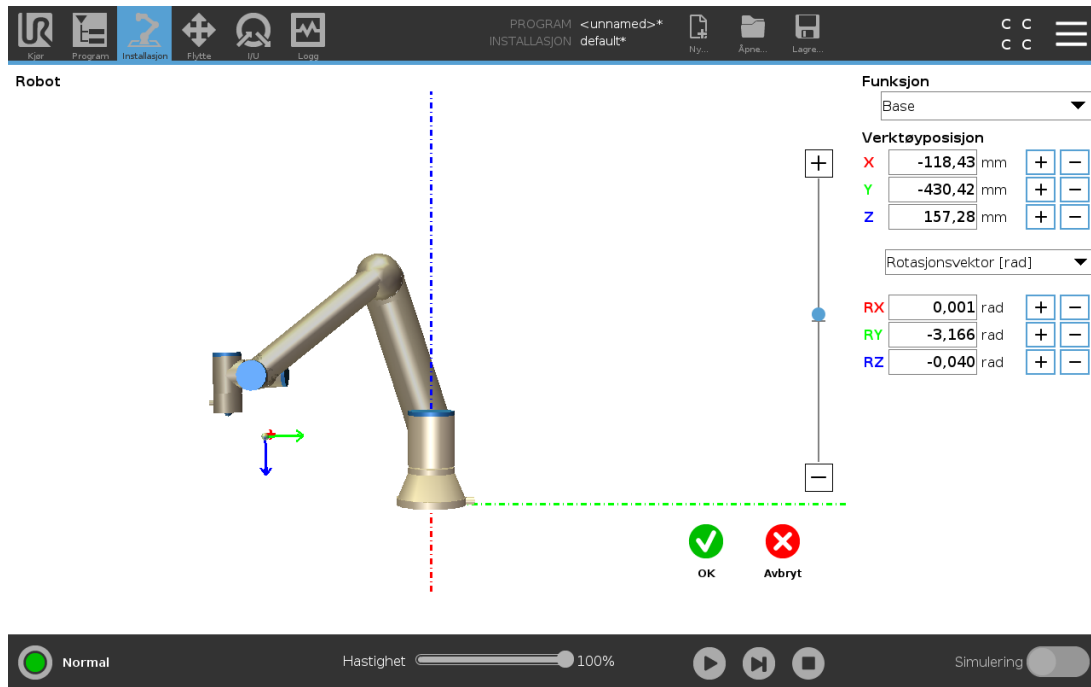 Kjør
Program
Installasjon
Flytte
I/U
Logg
PROGRAM <unnamed>*
INSTALLASJON default*
Ny...
Åpne...
Lagre...
C C
C C
Robot
Funksjon
Base
Verktøyposisjon
X -118,43 mm + −
Y -430,42 mm + −
Z 157,28 mm + −
Rotasjonsvektor [rad]
RX 0,001 rad + −
RY -3,166 rad + −
RZ -0,040 rad + −
+
−
OK
Avbryt
Normal
Hastighet 100%
Simulering